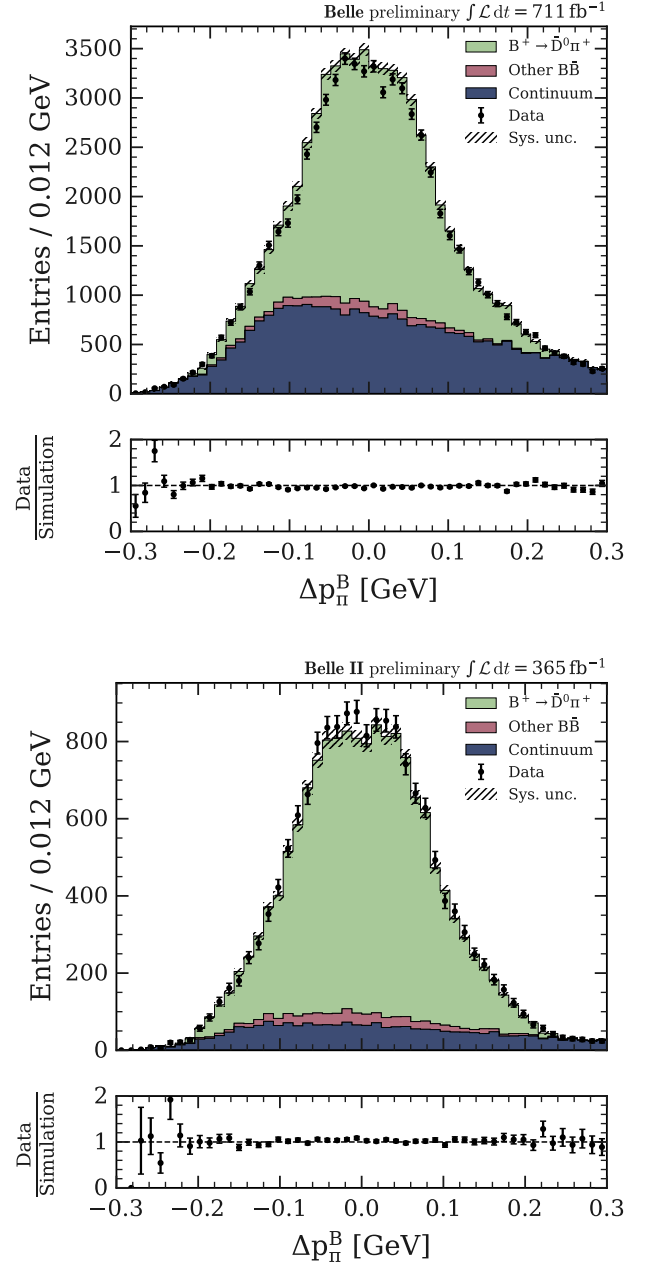 Belle preliminary ∫ℒ dt = 711 fb⁻¹
B⁺ → D̄⁰π⁺
Other BB̄
Continuum
Data
Sys. unc.
Entries / 0.012 GeV
3500
3000
2500
2000
1500
1000
500
0
Data
Simulation
2
1
0
−0.3 −0.2 −0.1 0.0 0.1 0.2 0.3
Δp_π^B [GeV]
Belle II preliminary ∫ℒ dt = 365 fb⁻¹
B⁺ → D̄⁰π⁺
Other BB̄
Continuum
Data
Sys. unc.
Entries / 0.012 GeV
800
600
400
200
0
Data
Simulation
2
1
0
−0.3 −0.2 −0.1 0.0 0.1 0.2 0.3
Δp_π^B [GeV]